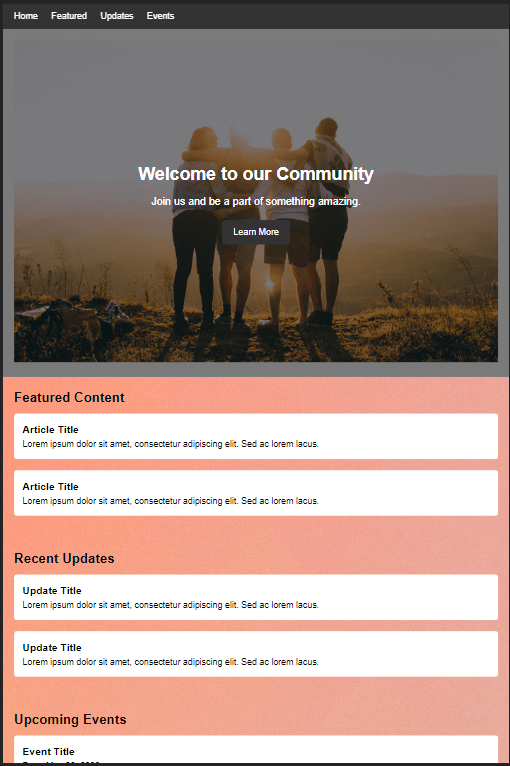 Home Featured Updates Events
Welcome to our Community
Join us and be a part of something amazing.
Learn More
Featured Content
Article Title
Lorem ipsum dolor sit amet, consectetur adipiscing elit. Sed ac lorem lacus.
Article Title
Lorem ipsum dolor sit amet, consectetur adipiscing elit. Sed ac lorem lacus.
Recent Updates
Update Title
Lorem ipsum dolor sit amet, consectetur adipiscing elit. Sed ac lorem lacus.
Update Title
Lorem ipsum dolor sit amet, consectetur adipiscing elit. Sed ac lorem lacus.
Upcoming Events
Event Title